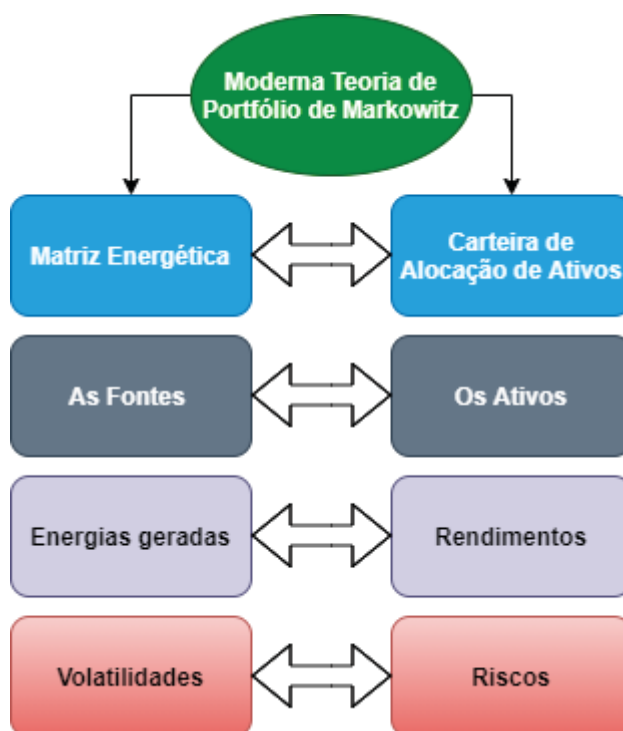 Moderna Teoria de
Portfólio de Markowitz
Matriz Energética
Carteira de
Alocação de Ativos
As Fontes
Os Ativos
Energias geradas
Rendimentos
Volatilidades
Riscos